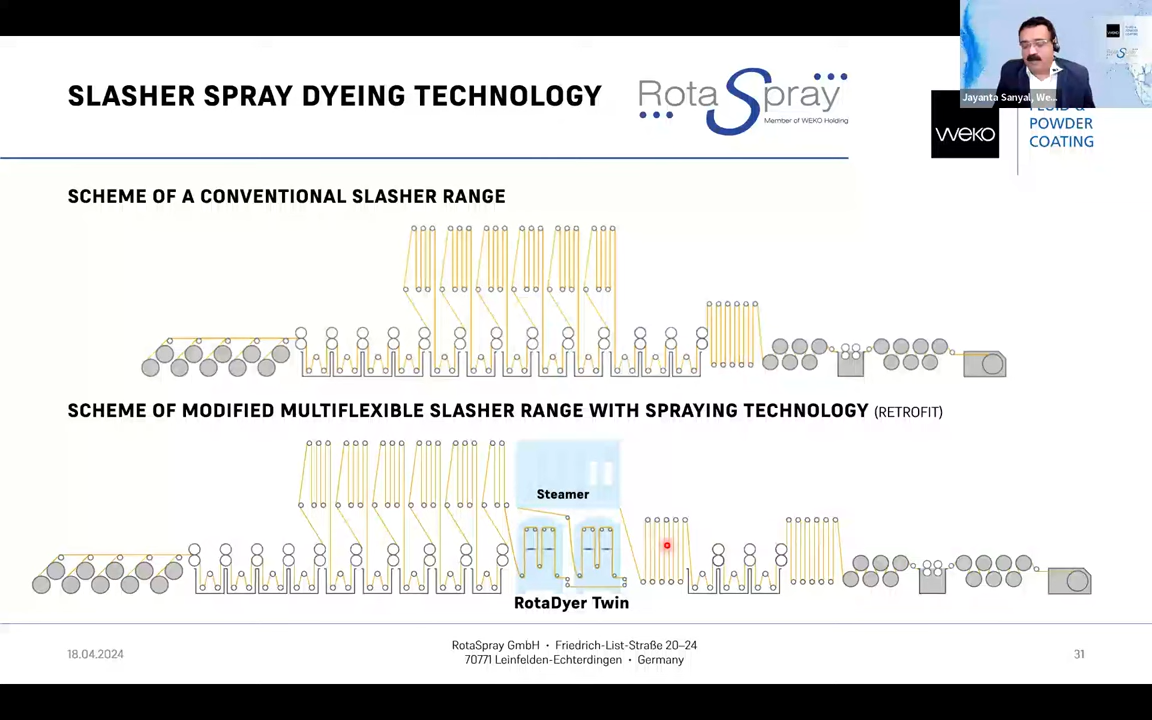 SLASHER SPRAY DYEING TECHNOLOGY
RotaSpray
Member of WEKO Holding
weko
POWDER
COATING
Jayanta Sanyal, We...
SCHEME OF A CONVENTIONAL SLASHER RANGE
SCHEME OF MODIFIED MULTIFLEXIBLE SLASHER RANGE WITH SPRAYING TECHNOLOGY (RETROFIT)
Steamer
RotaDyer Twin
18.04.2024
RotaSpray GmbH • Friedrich-List-Straße 20–24
70771 Leinfelden-Echterdingen • Germany
31